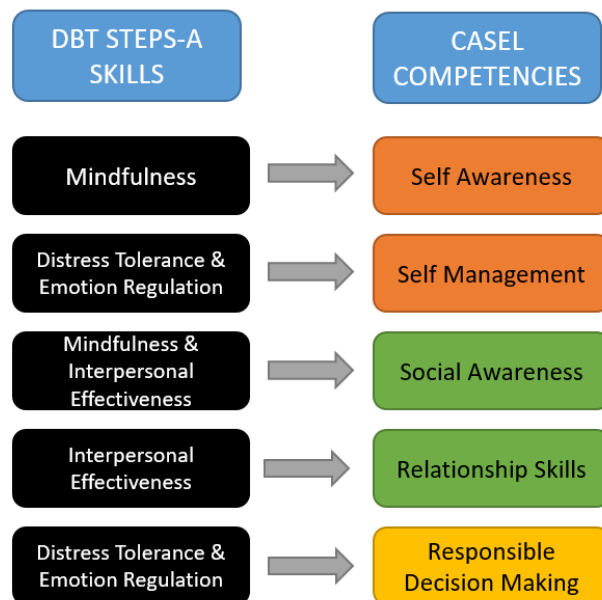 DBT STEPS-A
SKILLS
CASEL
COMPETENCIES
Mindfulness
Self Awareness
Distress Tolerance &
Emotion Regulation
Self Management
Mindfulness &
Interpersonal
Effectiveness
Social Awareness
Interpersonal
Effectiveness
Relationship Skills
Distress Tolerance &
Emotion Regulation
Responsible
Decision Making